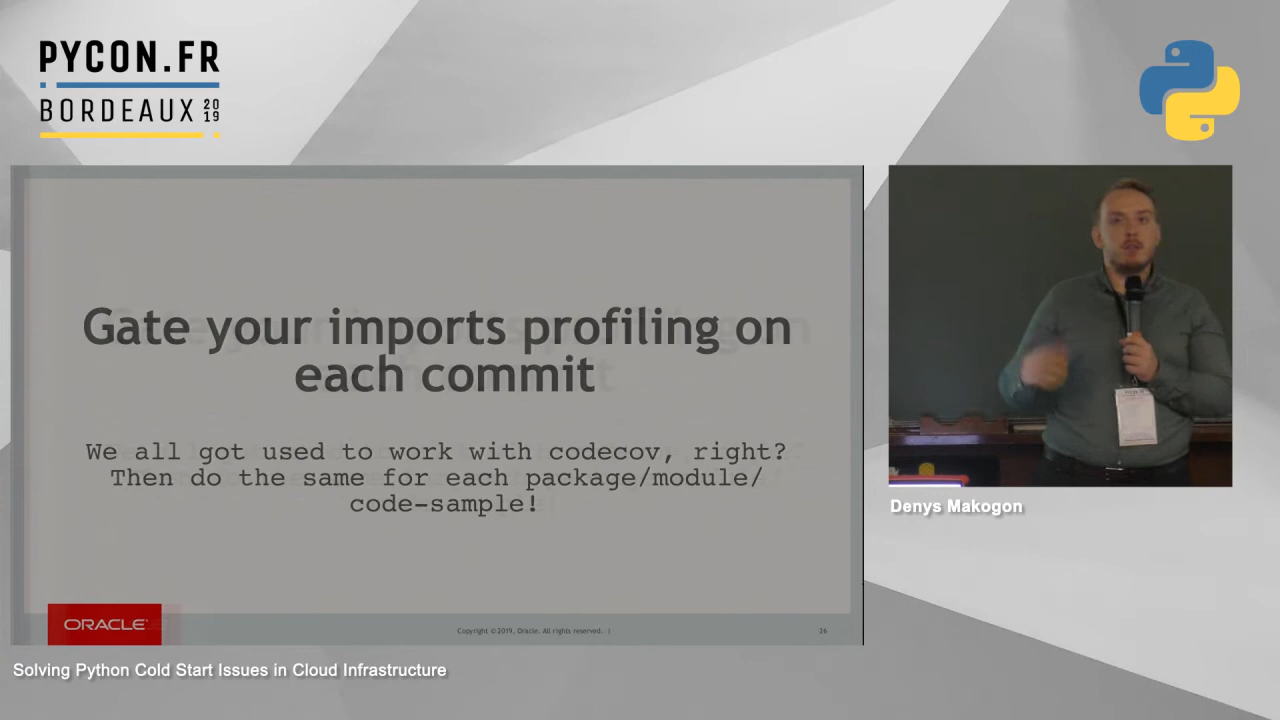 PYCON.FR
BORDEAUX 2019
Gate your imports profiling on
each commit
We all got used to work with codecov, right?
Then do the same for each package/module/
code-sample!
ORACLE
Copyright © 2019, Oracle. All rights reserved. |
26
Denys Makogon
Solving Python Cold Start Issues in Cloud Infrastructure